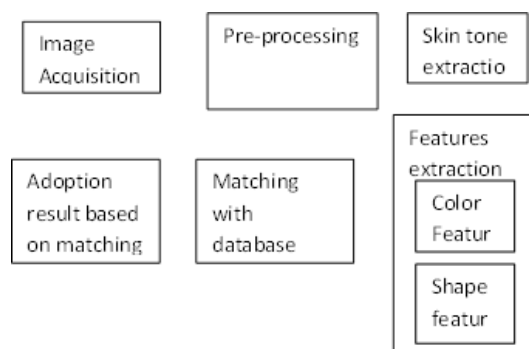 Image
Acquisition
Pre-processing
Skin tone
extractio
Adoption
result based
on matching
Matching
with
database
Features
extraction
Color
Featur
Shape
featur